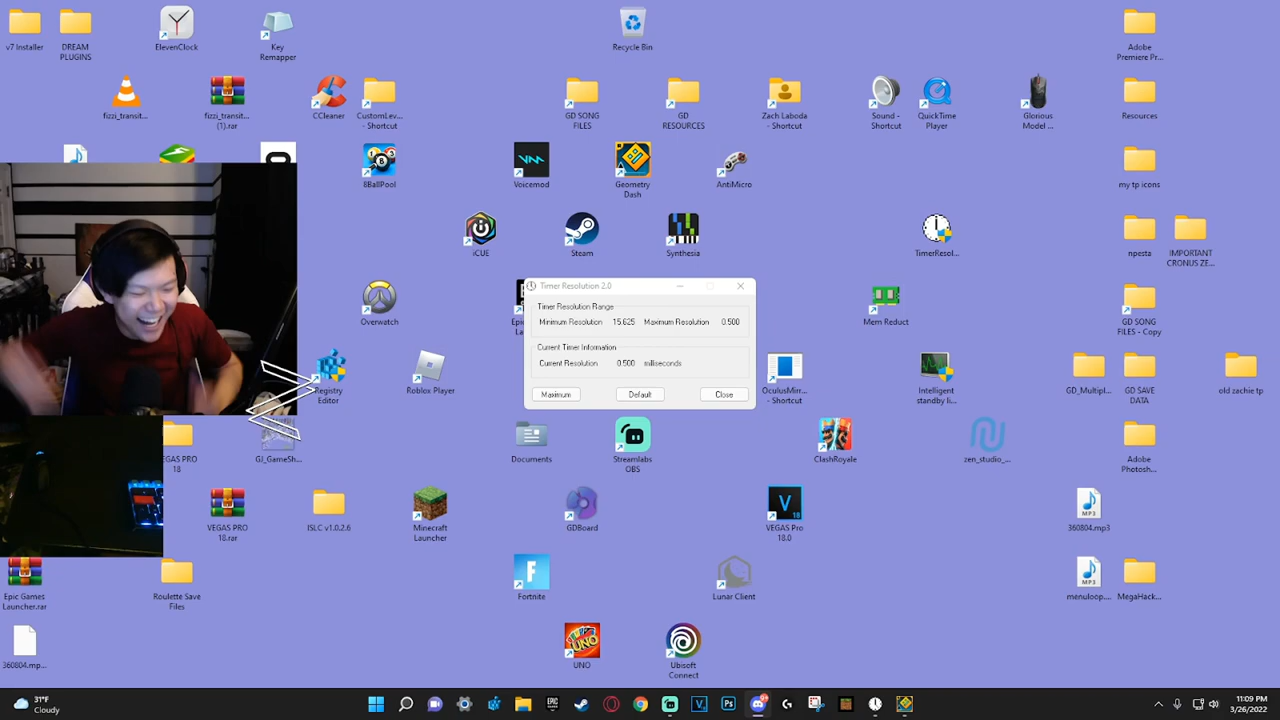 v7 Installer
DREAM
PLUGINS
ElevenClock
Key
Remapper
Recycle Bin
Adobe
Premiere Pr...
fizzi_transit...
fizzi_transit...
(1).rar
CCleaner
CustomLev...
- Shortcut
GD SONG
FILES
GD
RESOURCES
Zach Laboda
- Shortcut
Sound -
Shortcut
QuickTime
Player
Glorious
Model ...
Resources
8BallPool
Voicemod
Geometry
Dash
AntiMicro
my tp icons
iCUE
Steam
Synthesia
TimerResol...
npesta
IMPORTANT
CRONUS ZE...
Timer Resolution 2.0
Timer Resolution Range
Minimum Resolution 15.625 Maximum Resolution 0.500
Current Timer Information
Current Resolution 0.500 milliseconds
Maximum Default Close
Overwatch
Mem Reduct
GD SONG
FILES - Copy
Registry
Editor
Roblox Player
OculusMirr...
- Shortcut
Intelligent
standby li...
GD_Multipl...
GD SAVE
DATA
old zachie tp
VEGAS PRO
18
GJ_GameSh...
Documents
Streamlabs
OBS
ClashRoyale
zen_studio_...
Adobe
Photosh...
VEGAS PRO
18.rar
ISLC v1.0.2.6
Minecraft
Launcher
GDBoard
VEGAS Pro
18.0
360804.mp3
Epic Games
Launcher.rar
Roulette Save
Files
Fortnite
Lunar Client
menuloop....
MegaHack...
360804.mp...
UNO
Ubisoft
Connect
31°F
Cloudy
11:09 PM
3/26/2022